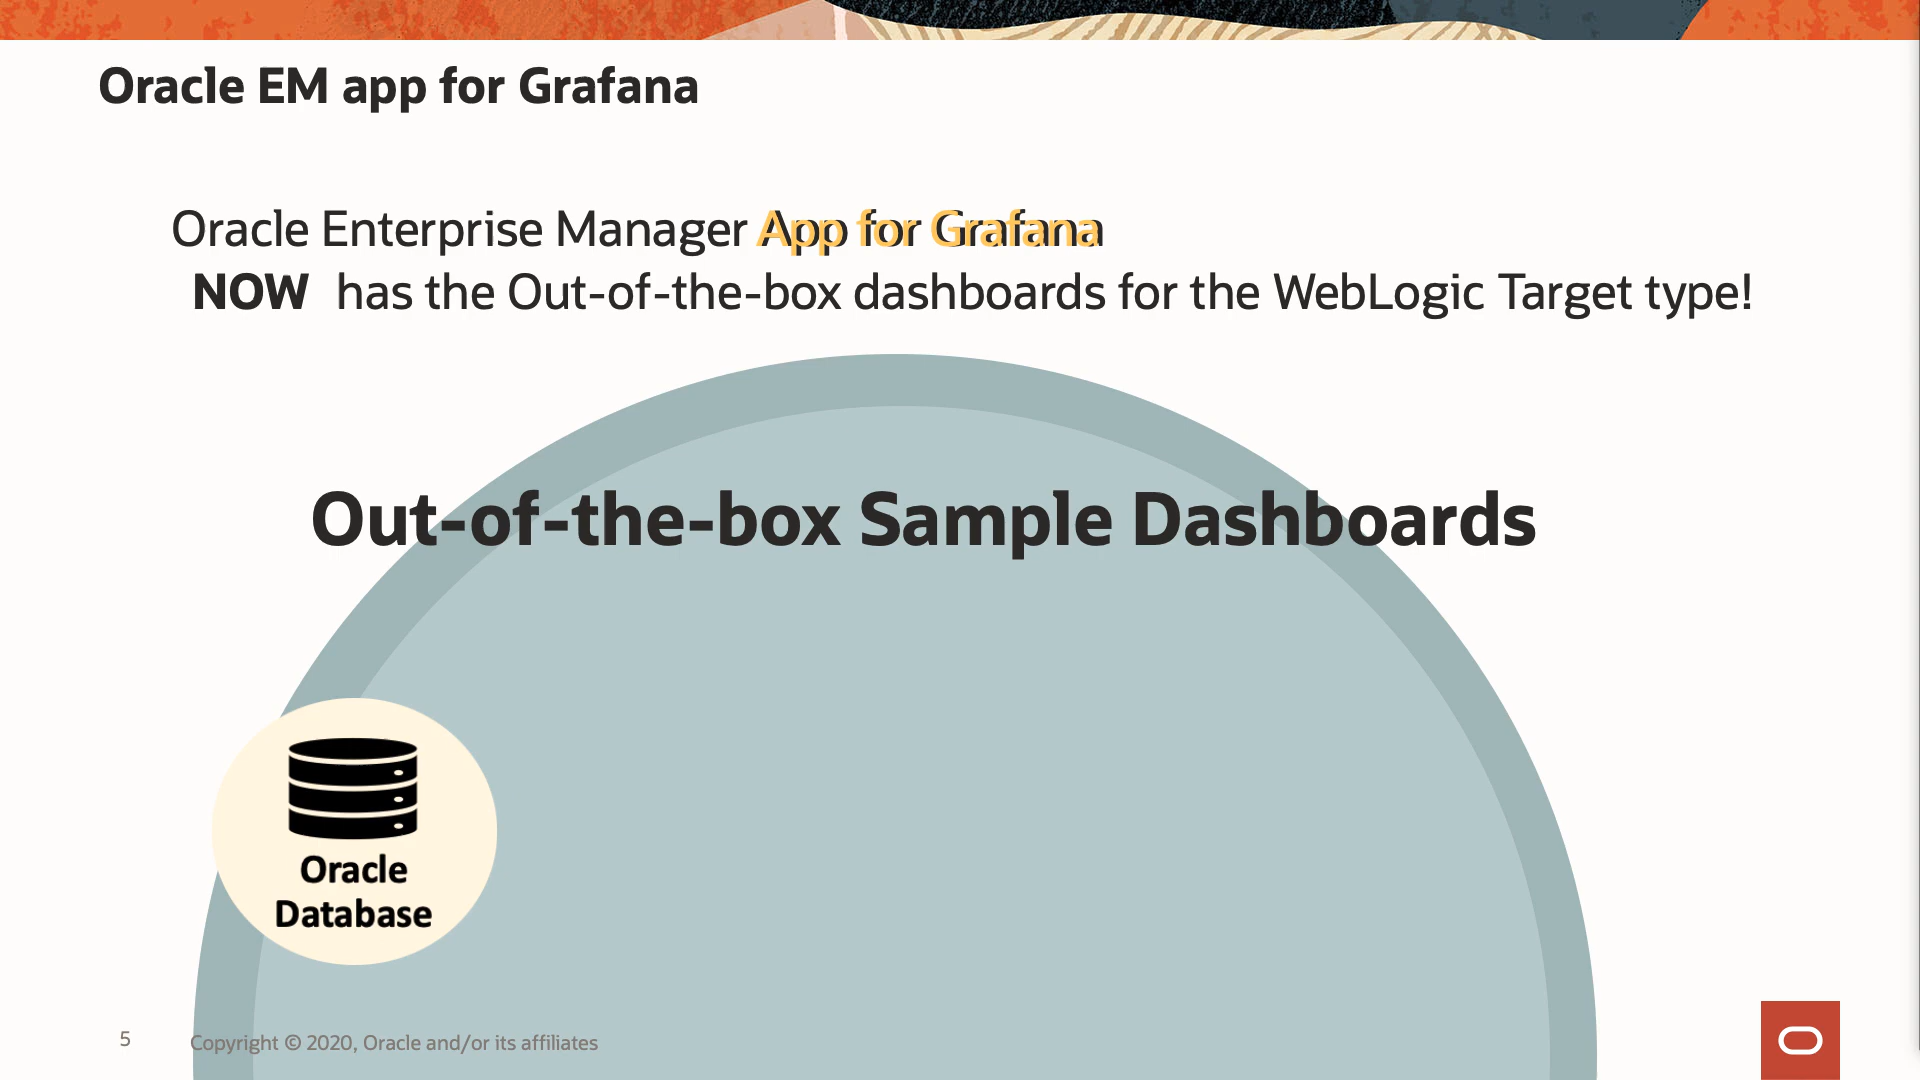 Oracle EM app for Grafana
Oracle Enterprise Manager App for Grafana
NOW has the Out-of-the-box dashboards for the WebLogic Target type!
Out-of-the-box Sample Dashboards
Oracle
Database
5
Copyright © 2020, Oracle and/or its affiliates